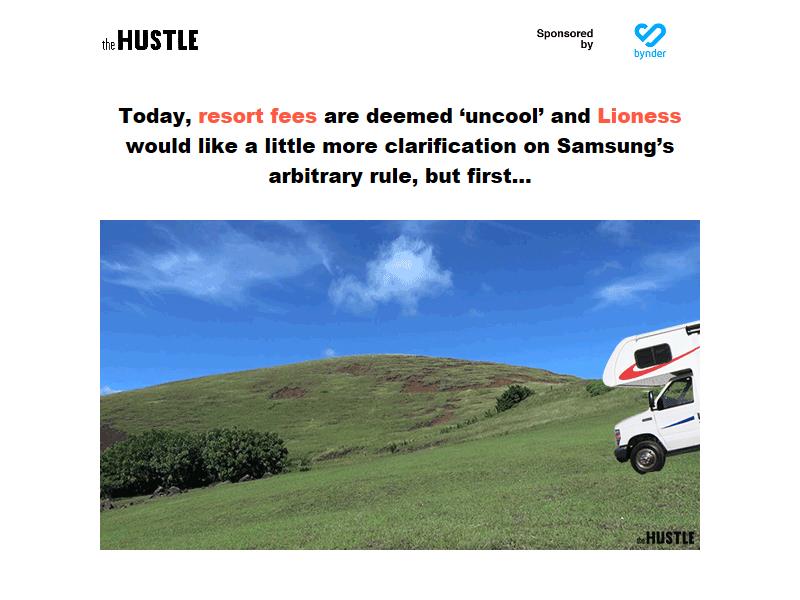 the HUSTLE
Sponsored
by
bynder
Today, resort fees are deemed ‘uncool’ and Lioness
would like a little more clarification on Samsung’s
arbitrary rule, but first...
the HUSTLE